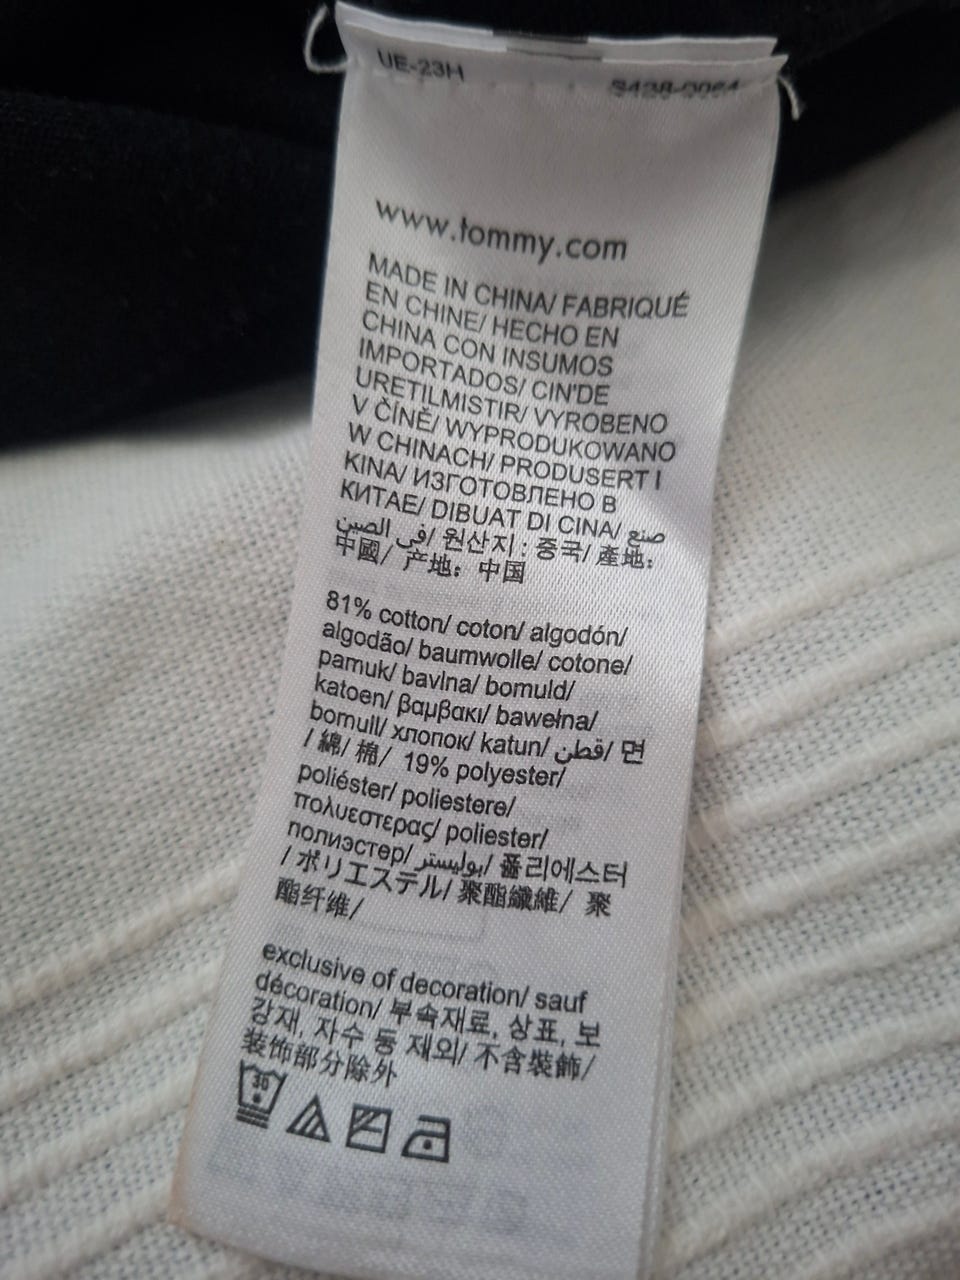 UE-23H S438-0064
www.tommy.com
MADE IN CHINA/ FABRIQUÉ
EN CHINE/ HECHO EN
CHINA CON INSUMOS
IMPORTADOS/ CIN'DE
URETILMISTIR/ VYROBENO
V ČÍNĚ/ WYPRODUKOWANO
W CHINACH/ PRODUSERT I
KINA/ ИЗГОТОВЛЕНО В
КИТАЕ/ DIBUAT DI CINA/ صنع
في الصين/ 원산지 : 중국/ 產地:
中國/ 产地: 中国
81% cotton/ coton/ algodón/
algodão/ baumwolle/ cotone/
pamuk/ bavlna/ bomuld/
katoen/ βαμβακι/ bawełna/
bomull/ хлопок/ katun/ قطن/ 면
/ 綿/ 棉/ 19% polyester/
poliéster/ poliestere/
πολυεστερας/ poliester/
полиэстер/ بوليستر/ 폴리에스터
/ ポリエステル/ 聚酯纖維/ 聚
酯纤维/
exclusive of decoration/ sauf
décoration/ 부속재료, 상표, 보
강재, 자수 등 제외/ 不含裝飾/
装饰部分除外
30